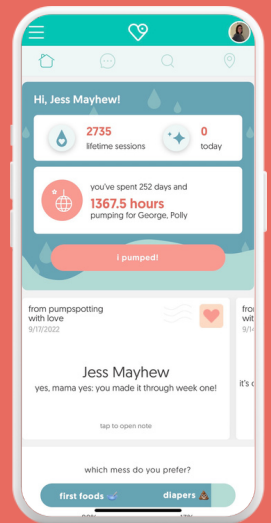 Hi, Jess Mayhew!
2735
lifetime sessions
0
today
you've spent 252 days and
1367.5 hours
pumping for George, Polly
i pumped!
from pumpspotting
with love
9/17/2022
Jess Mayhew
yes, mama yes: you made it through week one!
tap to open note
which mess do you prefer?
first foods
diapers